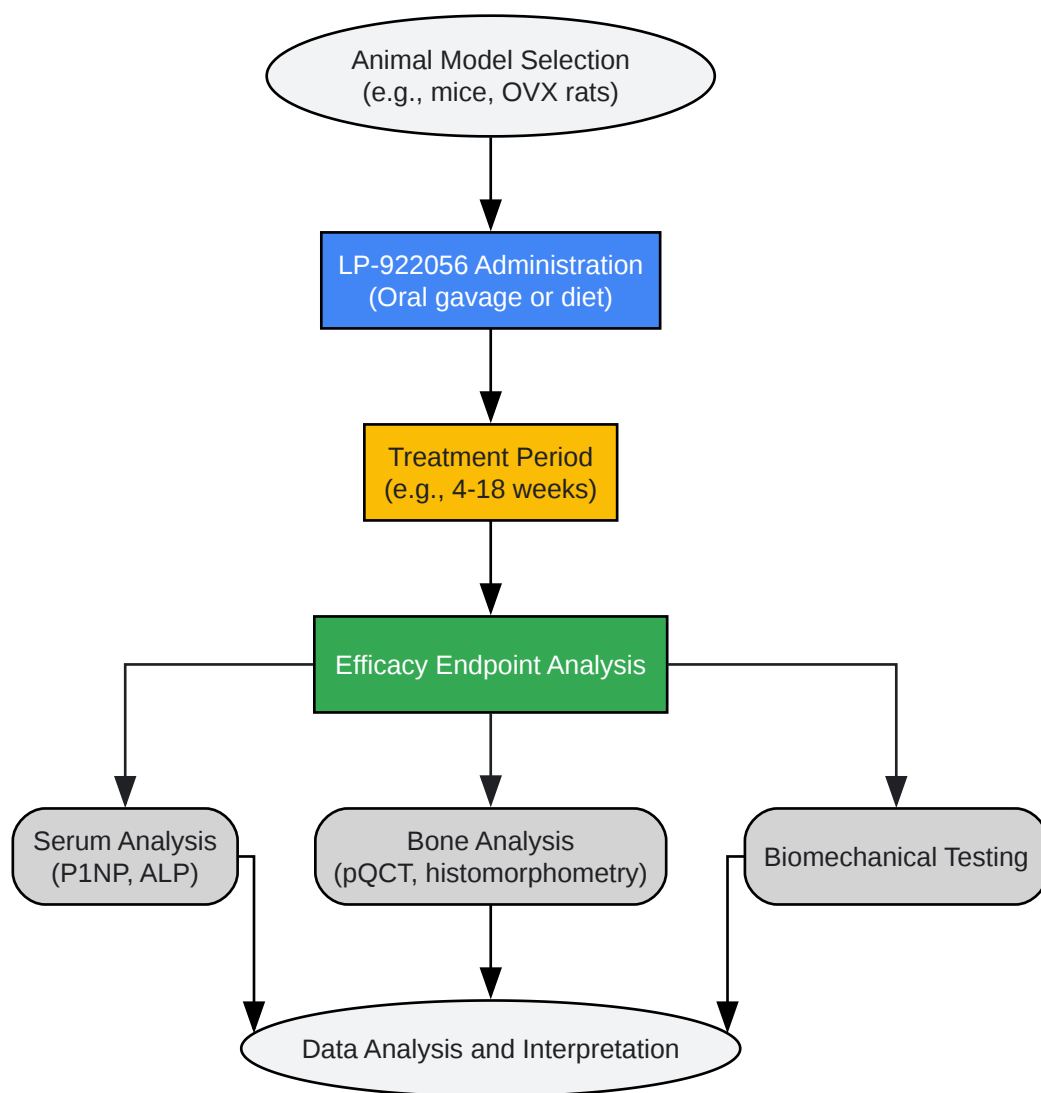 Animal Model Selection
(e.g., mice, OVX rats)
LP-922056 Administration
(Oral gavage or diet)
Treatment Period
(e.g., 4-18 weeks)
Efficacy Endpoint Analysis
Serum Analysis
(P1NP, ALP)
Bone Analysis
(pQCT, histomorphometry)
Biomechanical Testing
Data Analysis and Interpretation